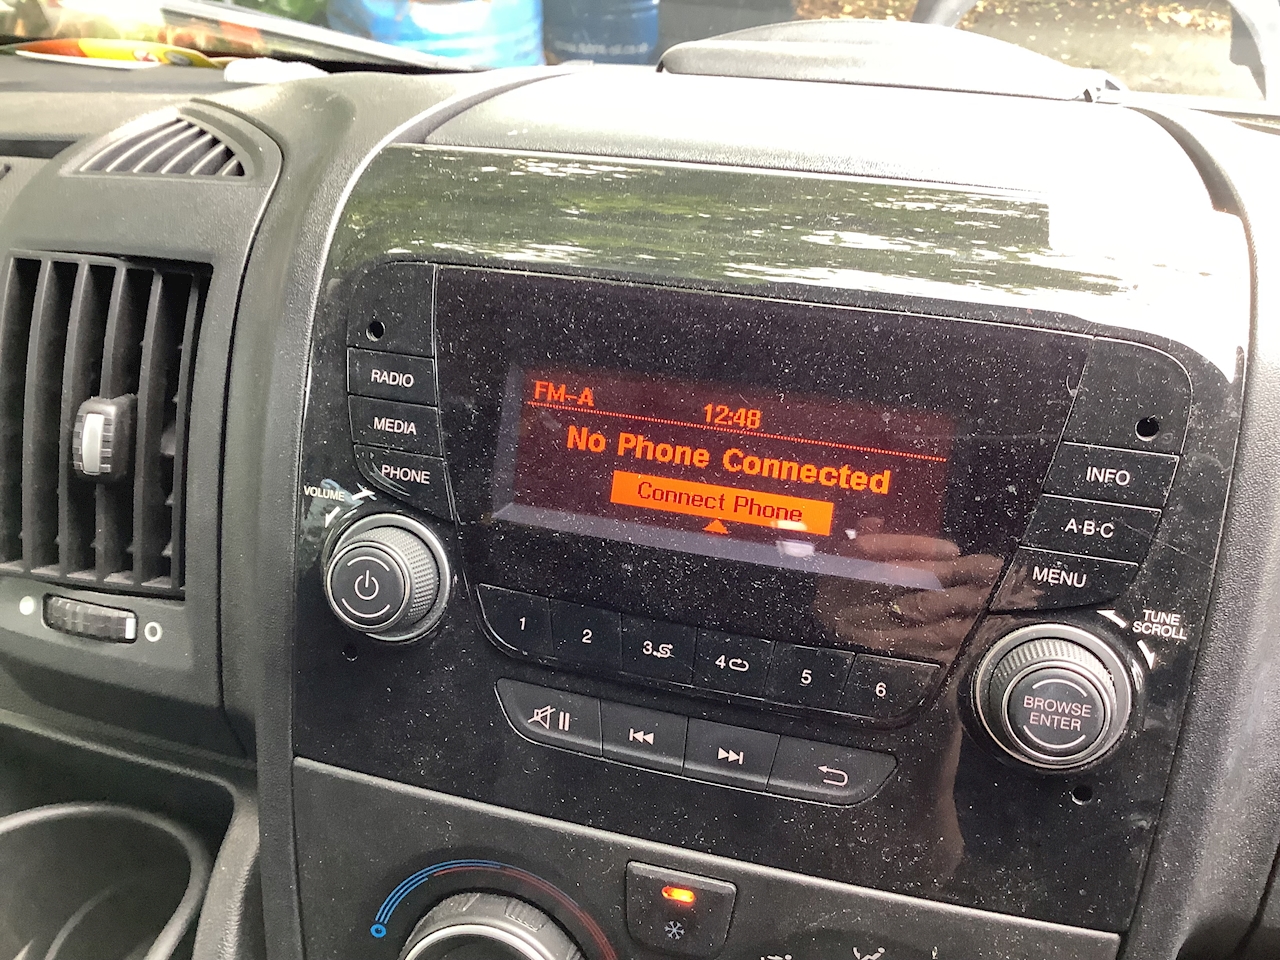 FM-A
12:48
No Phone Connected
Connect Phone
RADIO
MEDIA
PHONE
VOLUME
INFO
A·B·C
MENU
TUNE
SCROLL
BROWSE
ENTER
1
2
3
4
5
6